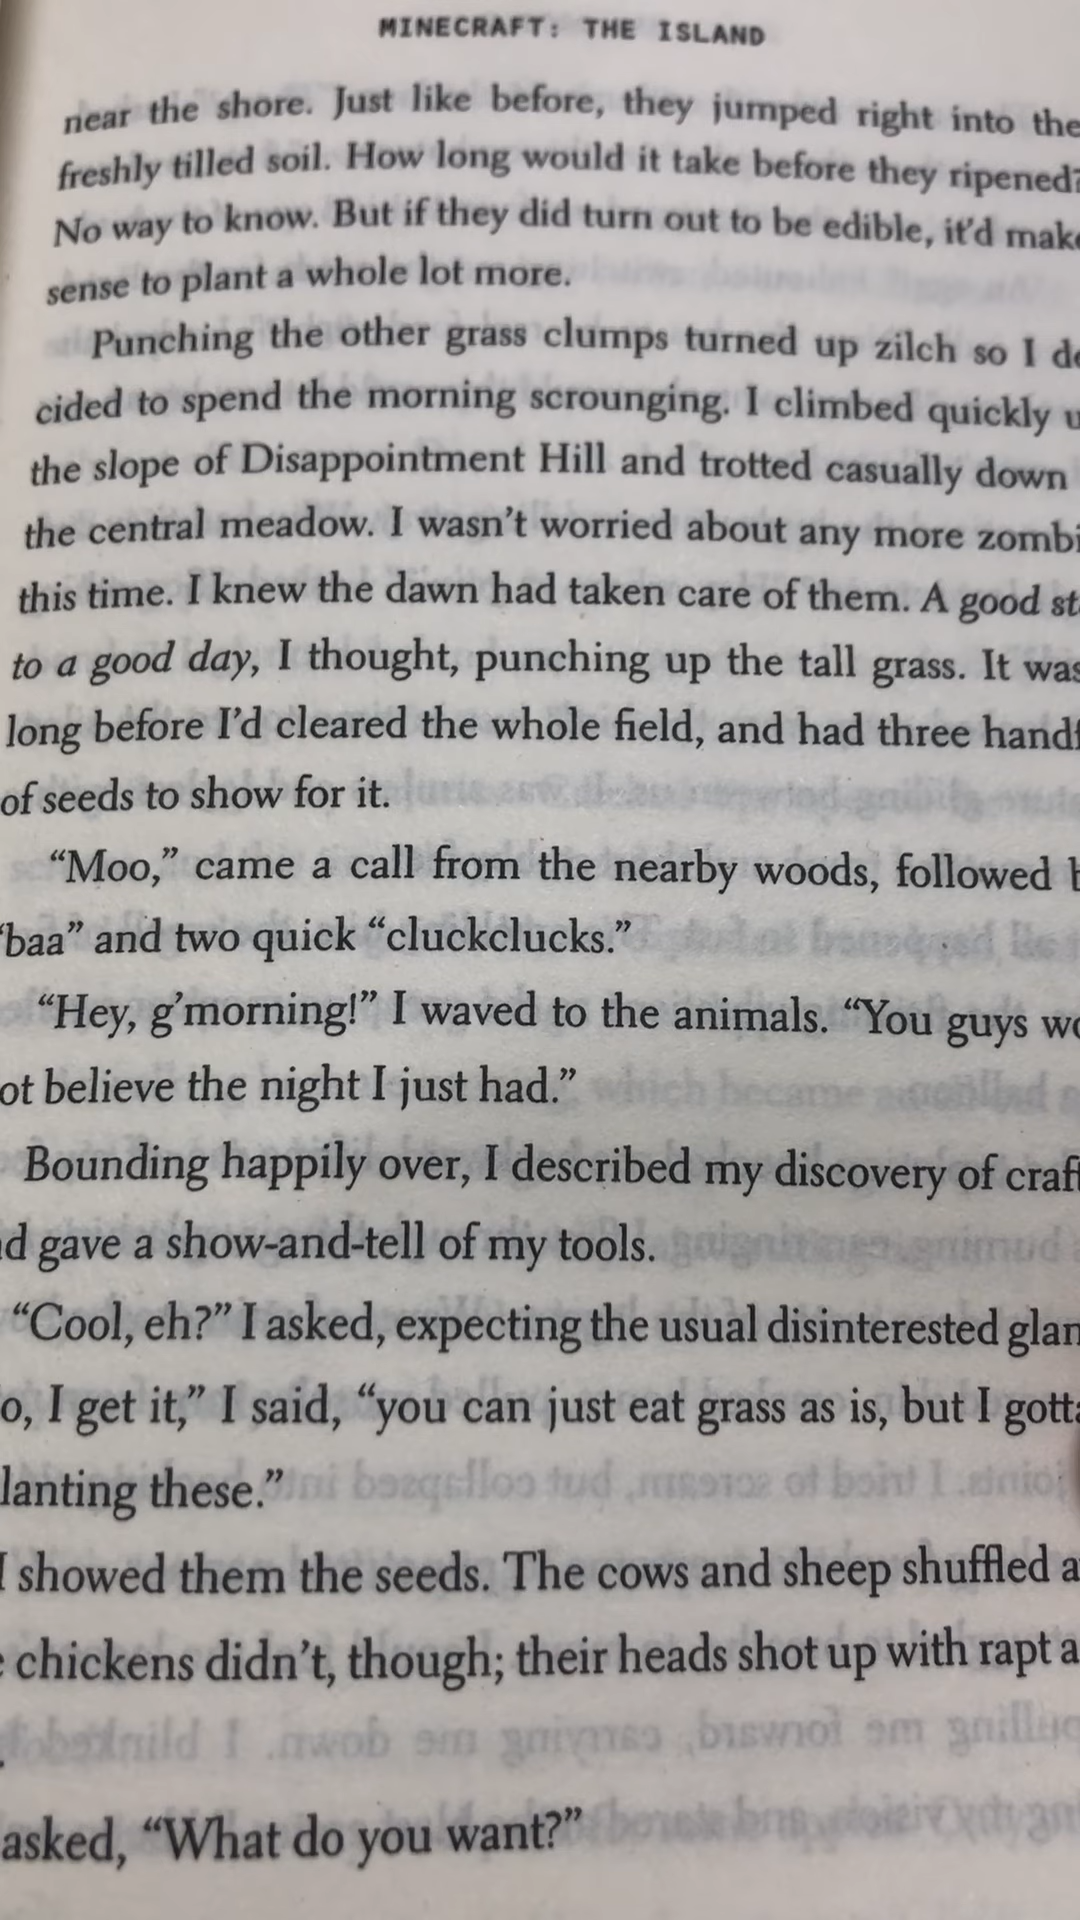 MINECRAFT: THE ISLAND
near the shore. Just like before, they jumped right into the
freshly tilled soil. How long would it take before they ripened?
No way to know. But if they did turn out to be edible, it'd make
sense to plant a whole lot more.
Punching the other grass clumps turned up zilch so I de
cided to spend the morning scrounging. I climbed quickly u
the slope of Disappointment Hill and trotted casually down
the central meadow. I wasn't worried about any more zombi
this time. I knew the dawn had taken care of them. A good st
to a good day, I thought, punching up the tall grass. It was
long before I'd cleared the whole field, and had three handf
of seeds to show for it.
“Moo,” came a call from the nearby woods, followed b
“baa” and two quick “cluckclucks.”
“Hey, g'morning!” I waved to the animals. “You guys wo
ot believe the night I just had.”
Bounding happily over, I described my discovery of craft
d gave a show-and-tell of my tools.
“Cool, eh?” I asked, expecting the usual disinterested glan
o, I get it,” I said, “you can just eat grass as is, but I gotta
lanting these.”
I showed them the seeds. The cows and sheep shuffled a
e chickens didn't, though; their heads shot up with rapt a
.
asked, “What do you want?”